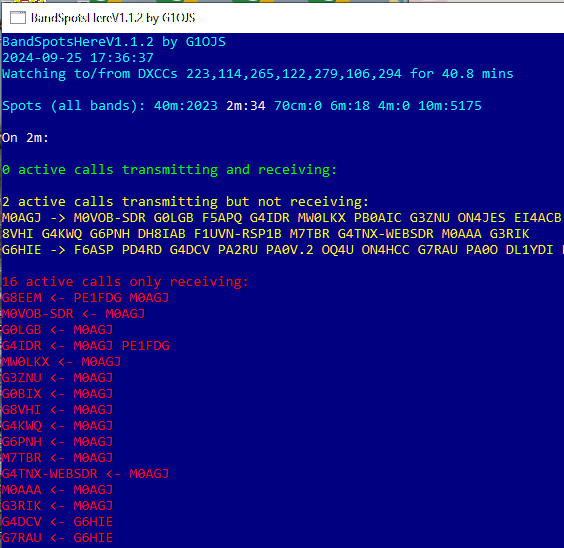 BandSpotsHereV1.1.2 by G1OJS
BandSpotsHereV1.1.2 by G1OJS
2024-09-25 17:36:37
Watching to/from DXCCs 223,114,265,122,279,106,294 for 40.8 mins
Spots (all bands): 40m:2023 2m:34 70cm:0 6m:18 4m:0 10m:5175
On 2m:
0 active calls transmitting and receiving:
2 active calls transmitting but not receiving:
M0AGJ -> M0VOB-SDR G0LGB F5APQ G4IDR MW0LKX PB0AIC G3ZNU ON4JES EI4ACB
8VHI G4KWQ G6PNH DH8IAB F1UVN-RSP1B M7TBR G4TNX-WEBSDR M0AAA G3RIK
G6HIE -> F6ASP PD4RD G4DCV PA2RU PA0V.2 OQ4U ON4HCC G7RAU PA0O DL1YDI
16 active calls only receiving:
G8EEM <- PE1FDG M0AGJ
M0VOB-SDR <- M0AGJ
G0LGB <- M0AGJ
G4IDR <- M0AGJ PE1FDG
MW0LKX <- M0AGJ
G3ZNU <- M0AGJ
G0BIX <- M0AGJ
G8VHI <- M0AGJ
G4KWQ <- M0AGJ
G6PNH <- M0AGJ
M7TBR <- M0AGJ
G4TNX-WEBSDR <- M0AGJ
M0AAA <- M0AGJ
G3RIK <- M0AGJ
G4DCV <- G6HIE
G7RAU <- G6HIE